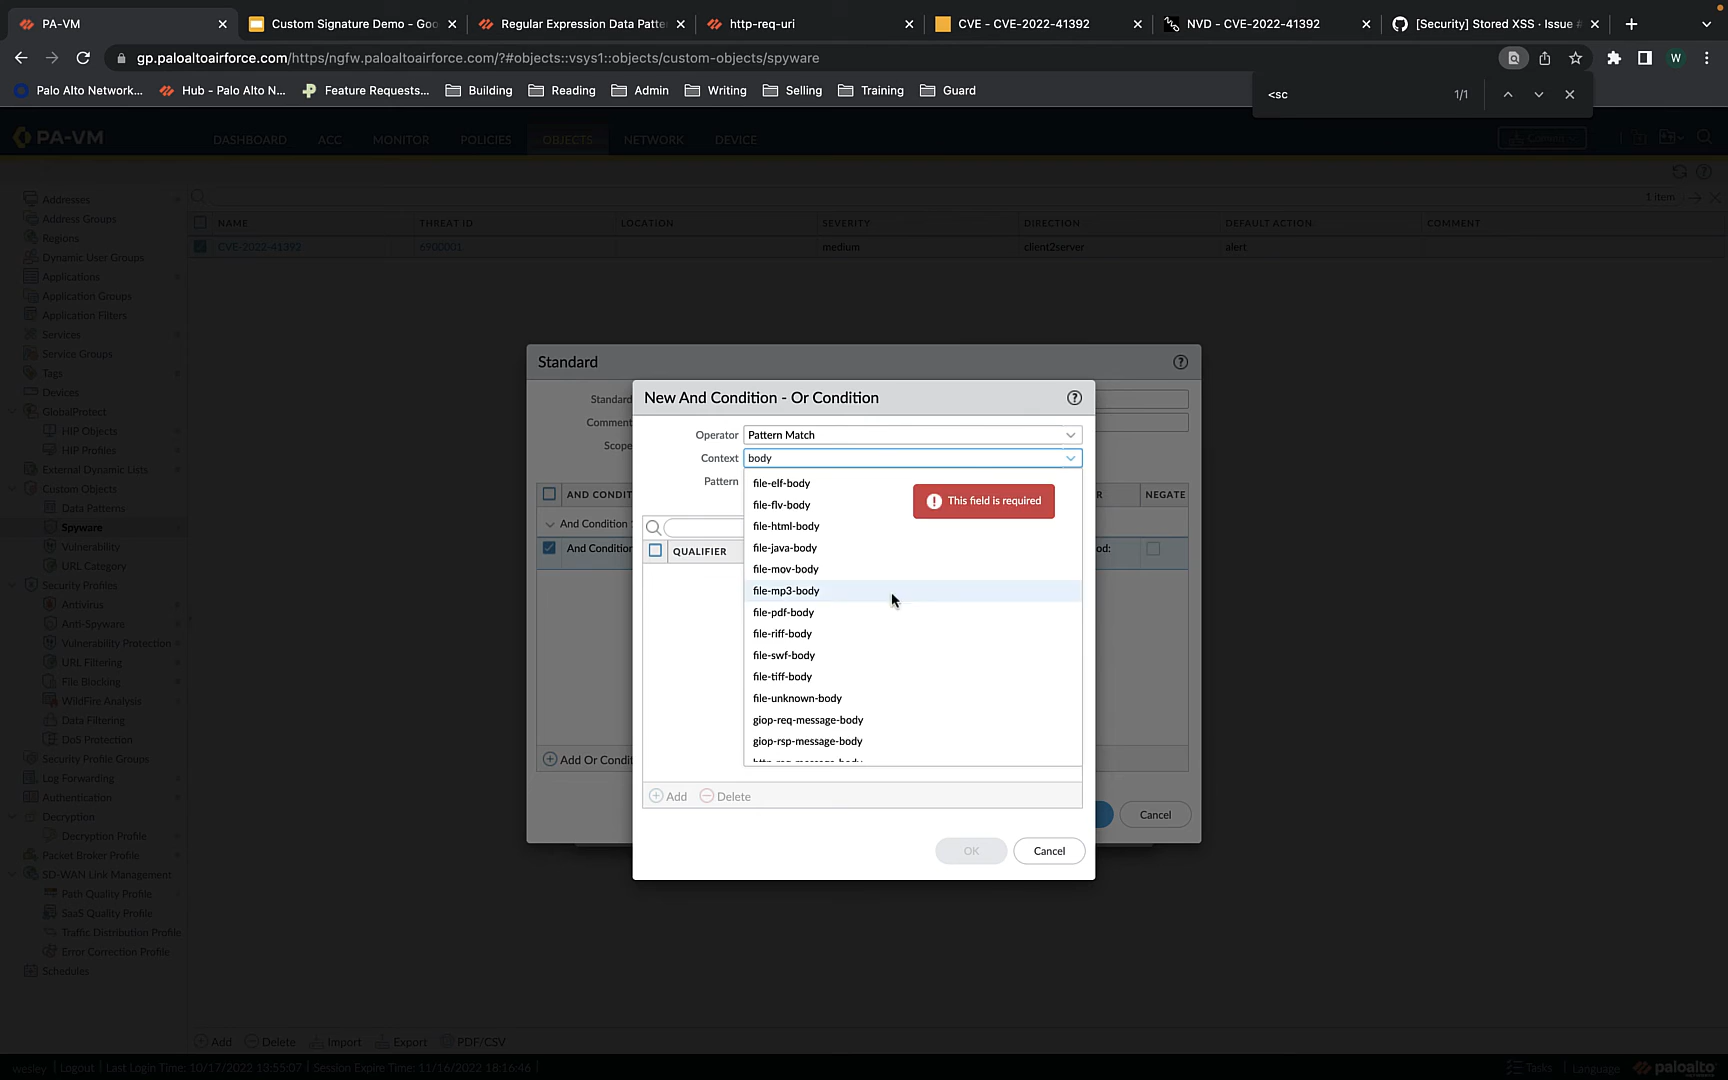 PA-VM
Custom Signature Demo - Goo
Regular Expression Data Patte
http-req-uri
CVE - CVE-2022-41392
NVD - CVE-2022-41392
[Security] Stored XSS · Issue #
gp.paloaltoairforce.com/https/ngfw.paloaltoairforce.com/?#objects::vsys1::objects/custom-objects/spyware
W
Palo Alto Network...
Hub - Palo Alto N...
Feature Requests...
Building
Reading
Admin
Writing
Selling
Training
Guard
<sc
1/1
PA-VM
DASHBOARD
ACC
MONITOR
POLICIES
OBJECTS
NETWORK
DEVICE
Commit
1 item
NAME
THREAT ID
LOCATION
SEVERITY
DIRECTION
DEFAULT ACTION
COMMENT
CVE-2022-41392
6900001
medium
client2server
alert
Addresses
Address Groups
Regions
Dynamic User Groups
Applications
Application Groups
Application Filters
Services
Service Groups
Tags
Devices
GlobalProtect
HIP Objects
HIP Profiles
External Dynamic Lists
Custom Objects
Data Patterns
Spyware
Vulnerability
URL Category
Security Profiles
Antivirus
Anti-Spyware
Vulnerability Protection
URL Filtering
File Blocking
WildFire Analysis
Data Filtering
DoS Protection
Security Profile Groups
Log Forwarding
Authentication
Decryption
Decryption Profile
Packet Broker Profile
SD-WAN Link Management
Path Quality Profile
SaaS Quality Profile
Traffic Distribution Profile
Error Correction Profile
Schedules
Standard
Standard
Comment
Scope
AND CONDIT
R
NEGATE
And Condition
And Condition
od:
Add Or Condit
Cancel
New And Condition - Or Condition
Operator
Pattern Match
Context
body
Pattern
file-elf-body
file-flv-body
file-html-body
file-java-body
file-mov-body
file-mp3-body
file-pdf-body
file-riff-body
file-swf-body
file-tiff-body
file-unknown-body
giop-req-message-body
giop-rsp-message-body
http-req-message-body
This field is required
QUALIFIER
Add
Delete
OK
Cancel
Add
Delete
Import
Export
PDF/CSV
wesley
Logout
Last Login Time: 10/17/2022 13:55:07
Session Expire Time: 11/16/2022 18:16:46
Tasks
Language
paloalto